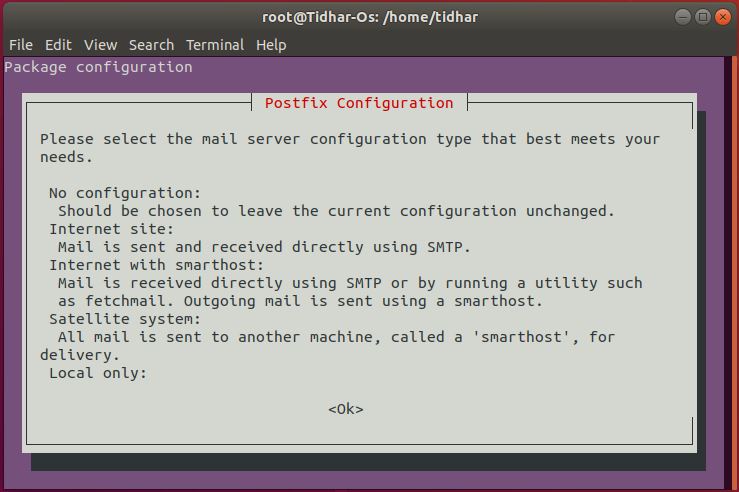 root@Tidhar-Os: /home/tidhar
File Edit View Search Terminal Help
Package configuration
Postfix Configuration
Please select the mail server configuration type that best meets your
needs.
No configuration:
Should be chosen to leave the current configuration unchanged.
Internet site:
Mail is sent and received directly using SMTP.
Internet with smarthost:
Mail is received directly using SMTP or by running a utility such
as fetchmail. Outgoing mail is sent using a smarthost.
Satellite system:
All mail is sent to another machine, called a 'smarthost', for
delivery.
Local only:
<Ok>